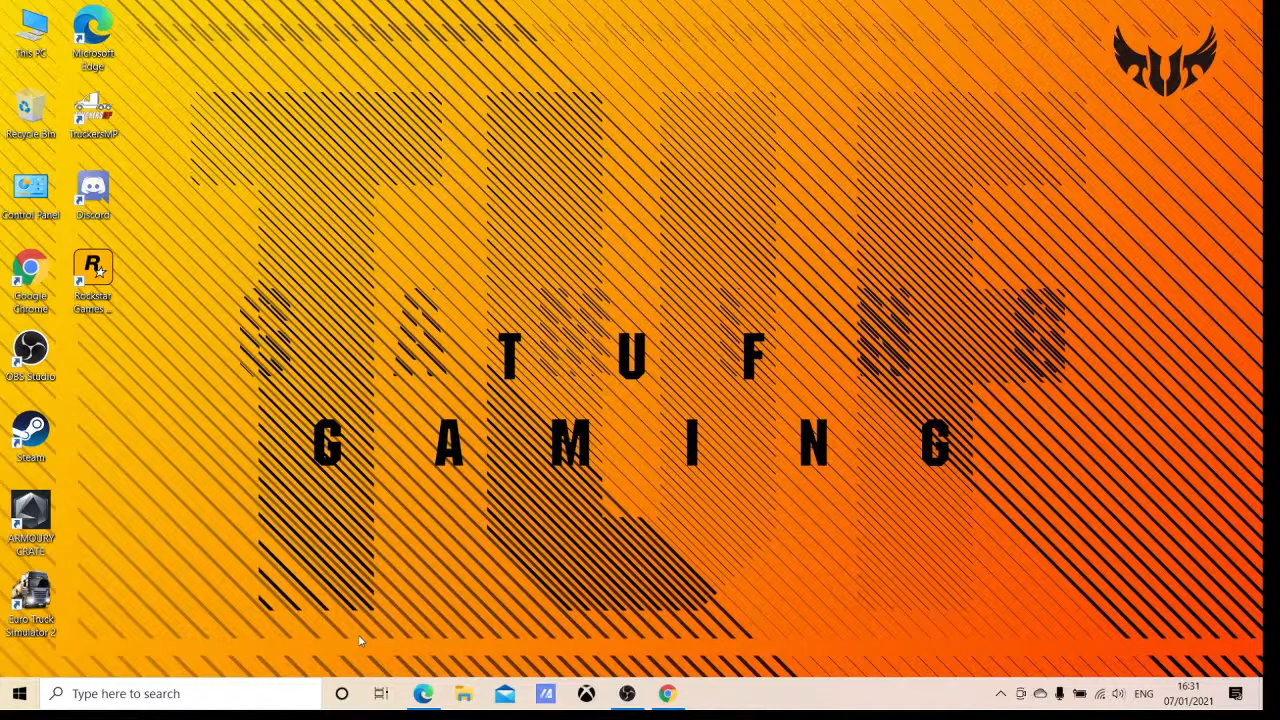 This PC
Microsoft
Edge
Recycle Bin
TruckersMP
Control Panel
Discord
Google
Chrome
Rockstar
Games ...
OBS Studio
Steam
ARMOURY
CRATE
Euro Truck
Simulator 2
T U F
G A M I N G
Type here to search
ENG
16:31
07/01/2021